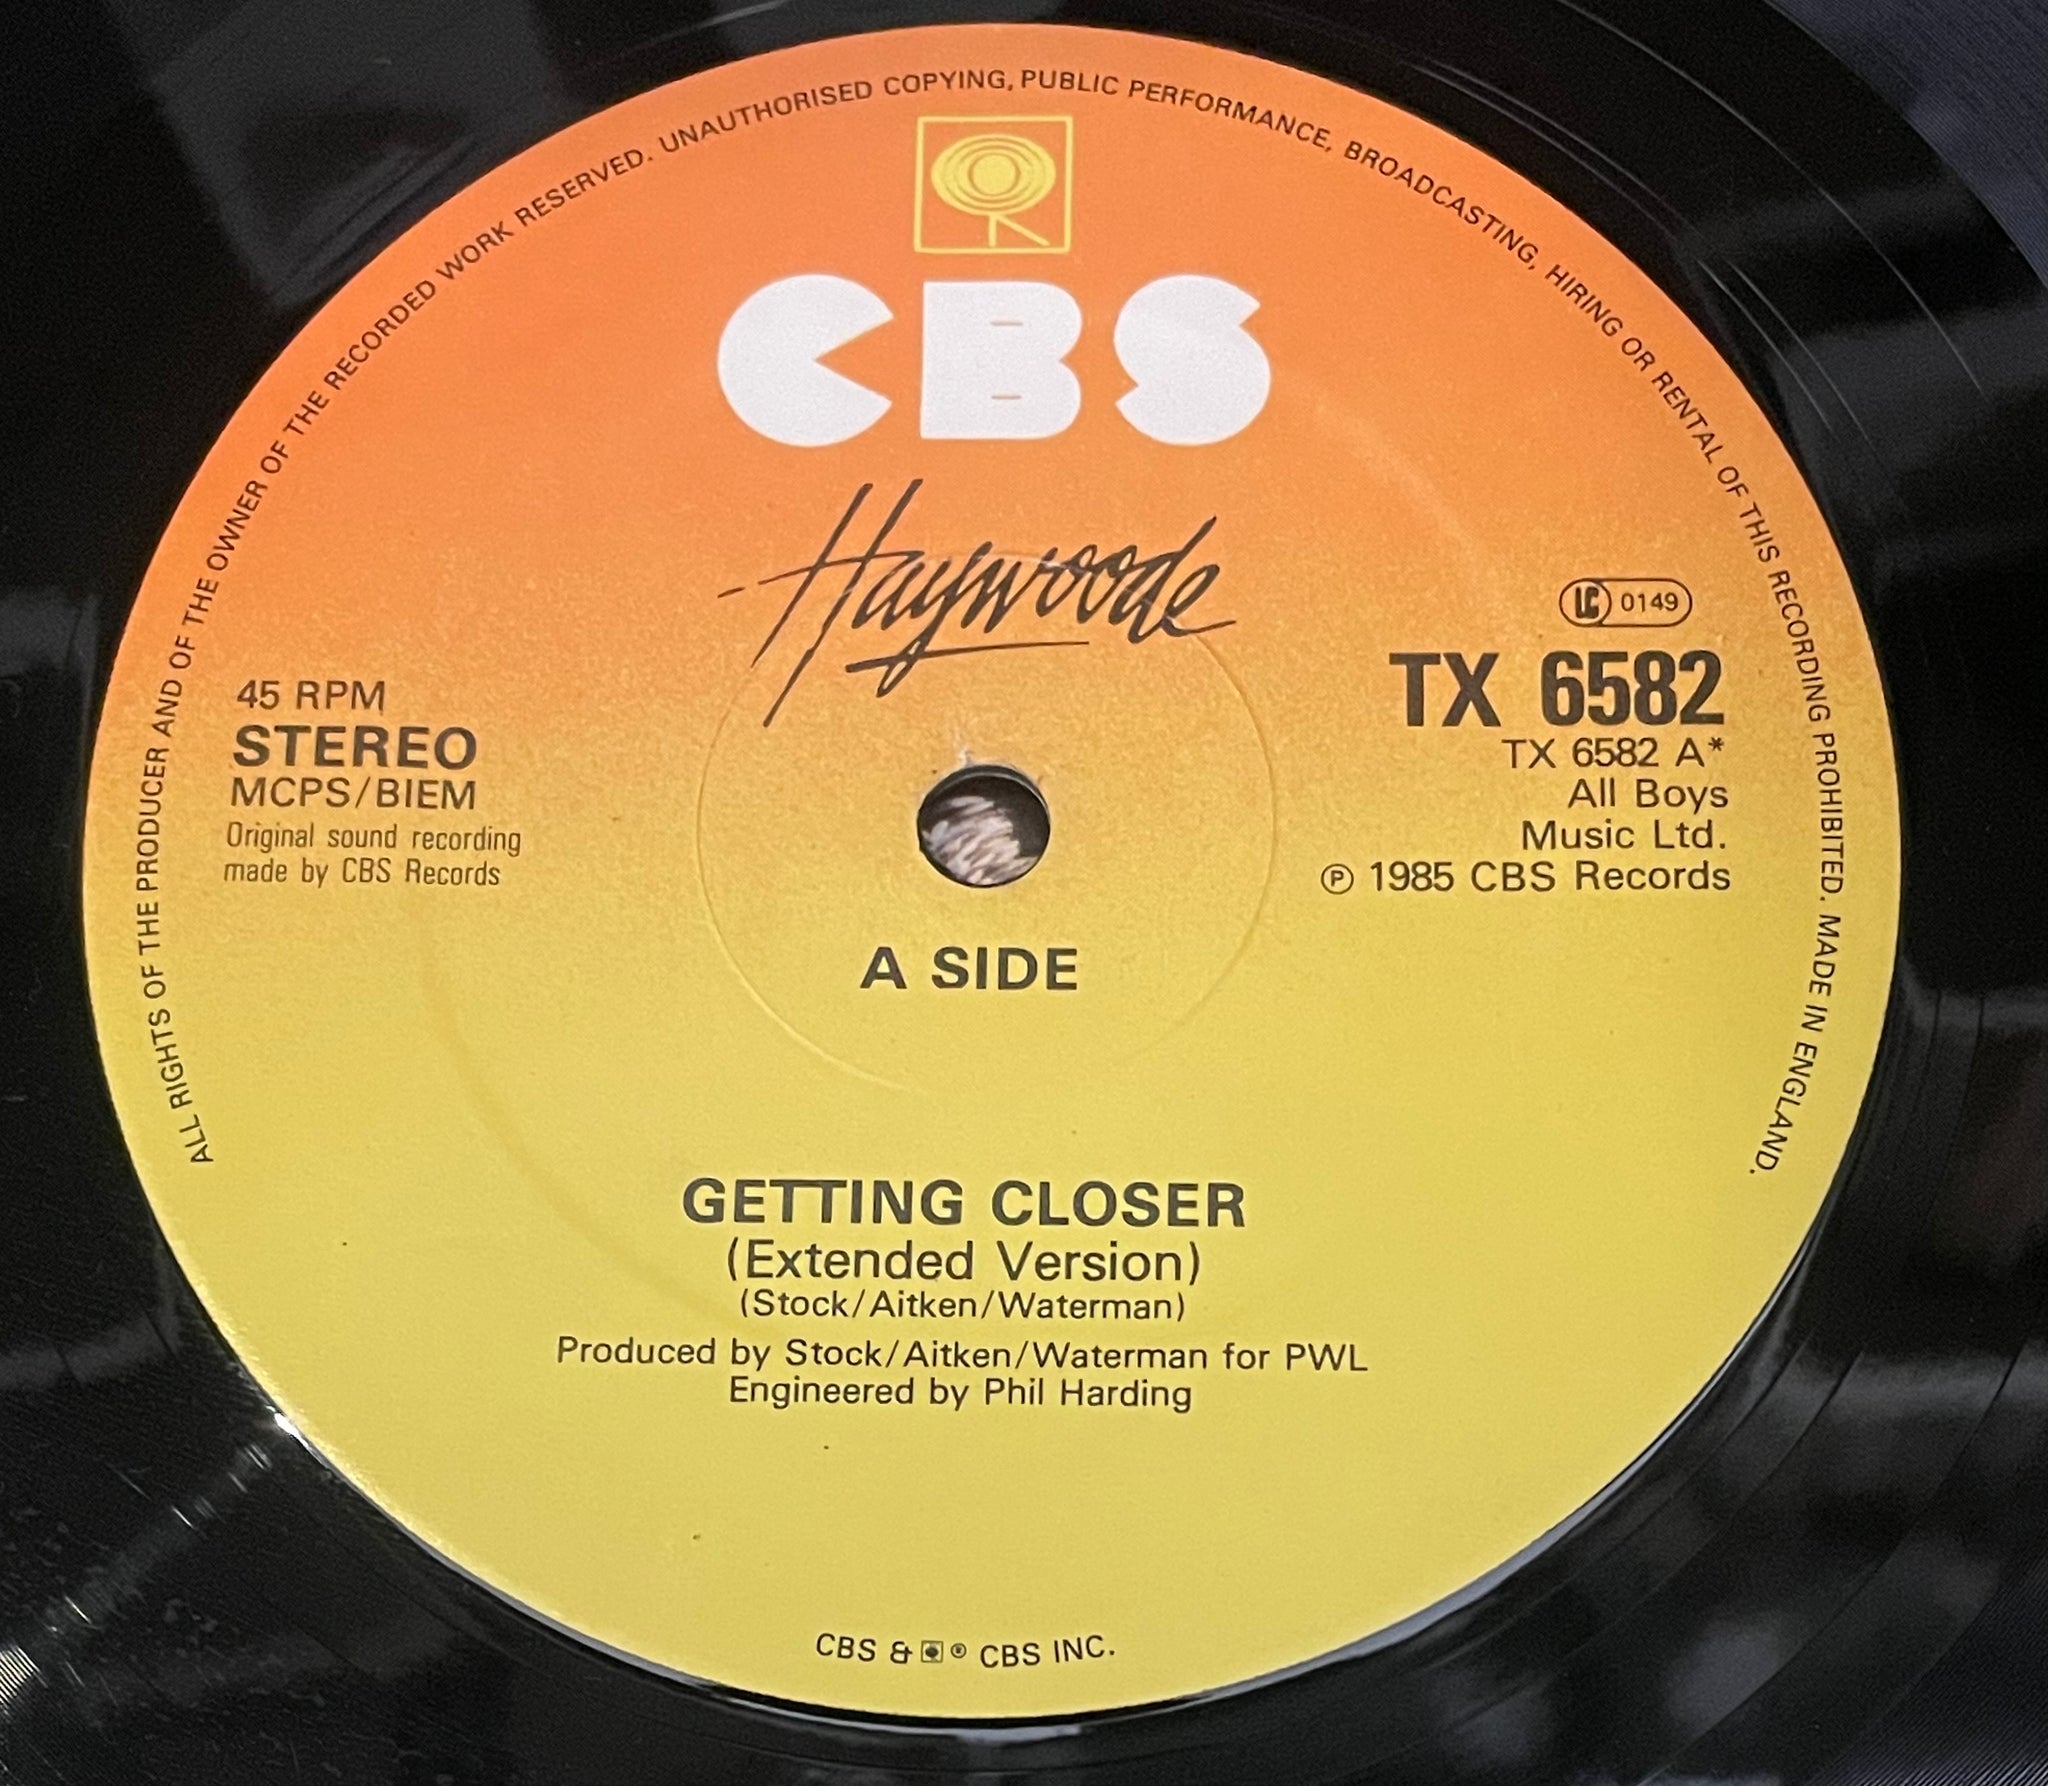 ALL RIGHTS OF THE PRODUCER AND OF THE OWNER OF THE RECORDED WORK RESERVED. UNAUTHORISED COPYING, PUBLIC PERFORMANCE, BROADCASTING, HIRING OR RENTAL OF THIS RECORDING PROHIBITED. MADE IN ENGLAND.
CBS
Haywoode
LC 0149
45 RPM
STEREO
MCPS/BIEM
Original sound recording
made by CBS Records
TX 6582
TX 6582 A*
All Boys
Music Ltd.
℗ 1985 CBS Records
A SIDE
GETTING CLOSER
(Extended Version)
(Stock/Aitken/Waterman)
Produced by Stock/Aitken/Waterman for PWL
Engineered by Phil Harding
CBS & ® CBS INC.